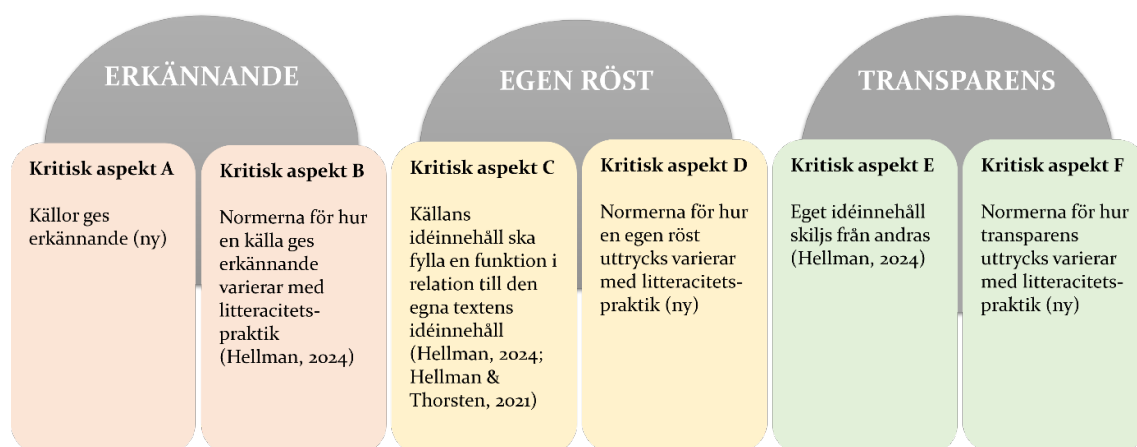 ERKÄNNANDE
Kritisk aspekt A
Källor ges
erkännande (ny)
Kritisk aspekt B
Normerna för hur
en källa ges
erkännande
varierar med
litteracitets-
praktik
(Hellman, 2024)
EGEN RÖST
Kritisk aspekt C
Källans
idéinnehåll ska
fylla en funktion i
relation till den
egna textens
idéinnehåll
(Hellman, 2024;
Hellman &
Thorsten, 2021)
Kritisk aspekt D
Normerna för hur
en egen röst
uttrycks varierar
med litteracitets-
praktik (ny)
TRANSPARENS
Kritisk aspekt E
Eget idéinnehåll
skiljs från andras
(Hellman, 2024)
Kritisk aspekt F
Normerna för hur
transparens
uttrycks varierar
med litteracitets-
praktik (ny)